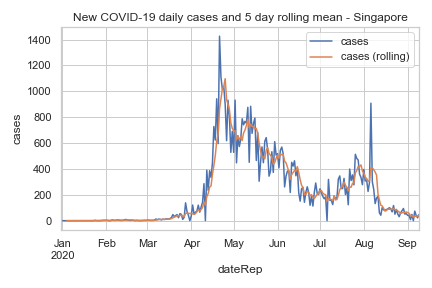 New COVID-19 daily cases and 5 day rolling mean - Singapore
cases
cases (rolling)
1400
1200
1000
800
600
400
200
0
cases
Jan Feb Mar Apr May Jun Jul Aug Sep
2020
dateRep